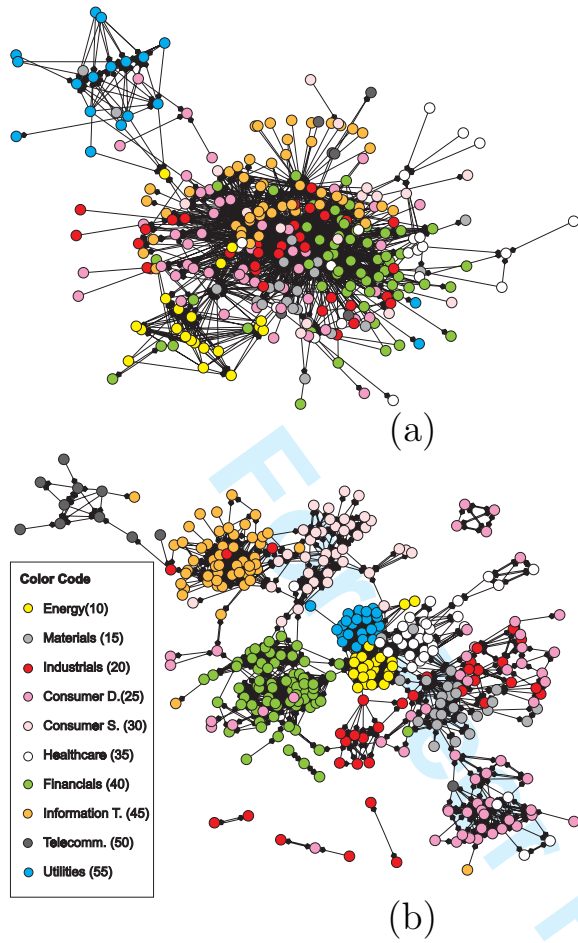 (a)
Color Code
Energy(10)
Materials (15)
Industrials (20)
Consumer D.(25)
Consumer S. (30)
Healthcare (35)
Financials (40)
Information T. (45)
Telecomm. (50)
Utilities (55)
(b)